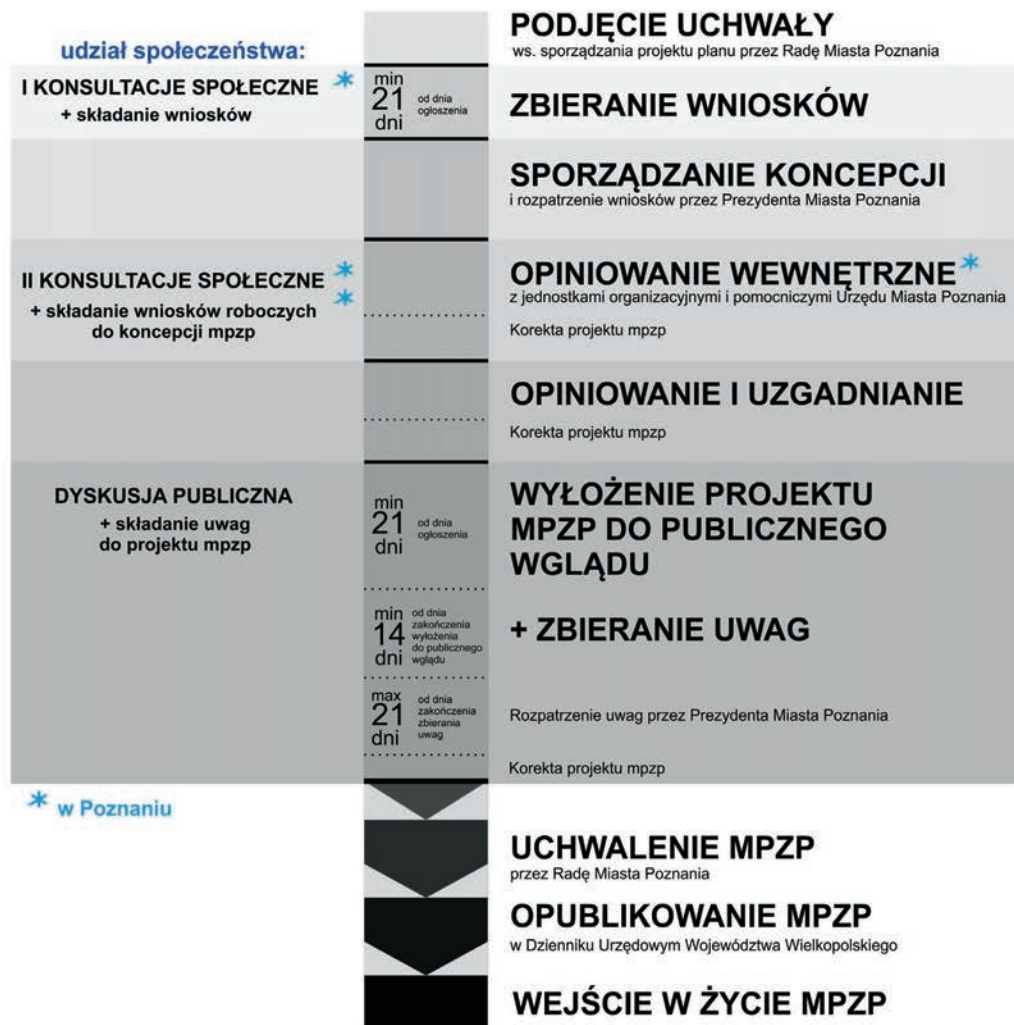 PODJĘCIE UCHWAŁY
ws. sporządzania projektu planu przez Radę Miasta Poznania
udział społeczeństwa:
I KONSULTACJE SPOŁECZNE *
+ składanie wniosków
min
21
dni
od dnia
ogłoszenia
ZBIERANIE WNIOSKÓW
SPORZĄDZANIE KONCEPCJI
i rozpatrzenie wniosków przez Prezydenta Miasta Poznania
II KONSULTACJE SPOŁECZNE *
+ składanie wniosków roboczych *
do koncepcji mpzp
OPINIOWANIE WEWNĘTRZNE *
z jednostkami organizacyjnymi i pomocniczymi Urzędu Miasta Poznania
Korekta projektu mpzp
OPINIOWANIE I UZGADNIANIE
Korekta projektu mpzp
DYSKUSJA PUBLICZNA
+ składanie uwag
do projektu mpzp
min
21
dni
od dnia
ogłoszenia
WYŁOŻENIE PROJEKTU
MPZP DO PUBLICZNEGO
WGLĄDU
min
14
dni
od dnia
zakończenia
wyłożenia
do publicznego
wglądu
+ ZBIERANIE UWAG
max
21
dni
od dnia
zakończenia
zbierania
uwag
Rozpatrzenie uwag przez Prezydenta Miasta Poznania
Korekta projektu mpzp
* w Poznaniu
UCHWALENIE MPZP
przez Radę Miasta Poznania
OPUBLIKOWANIE MPZP
w Dzienniku Urzędowym Województwa Wielkopolskiego
WEJŚCIE W ŻYCIE MPZP